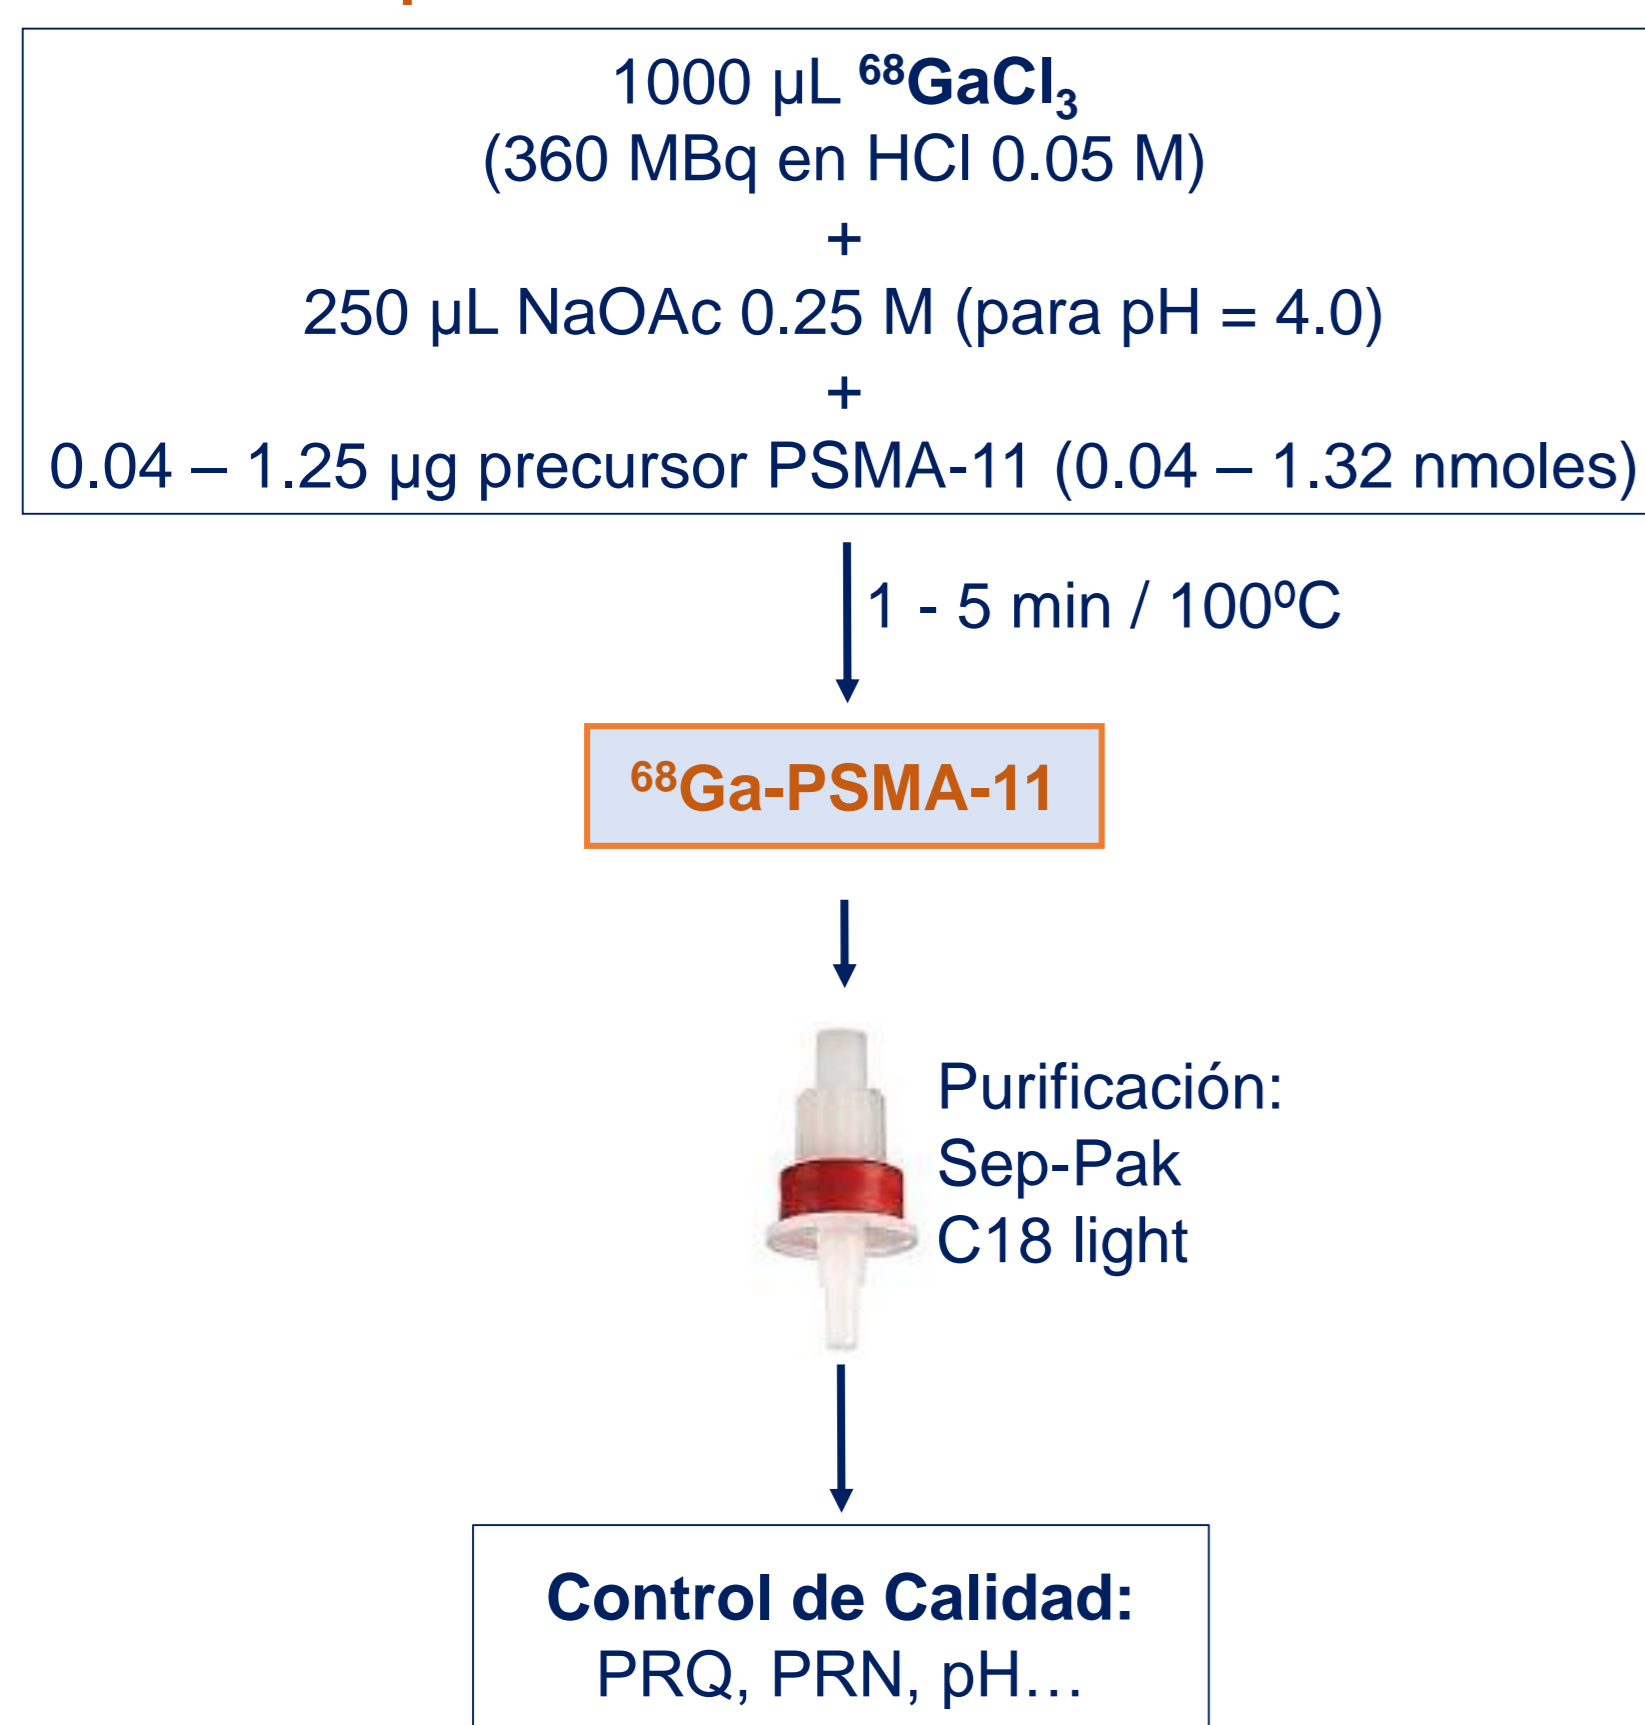 1000 µL ⁶⁸GaCl₃
(360 MBq en HCl 0.05 M)
+
250 µL NaOAc 0.25 M (para pH = 4.0)
+
0.04 – 1.25 µg precursor PSMA-11 (0.04 – 1.32 nmoles)
1 - 5 min / 100ºC
⁶⁸Ga-PSMA-11
Purificación:
Sep-Pak
C18 light
Control de Calidad:
PRQ, PRN, pH…